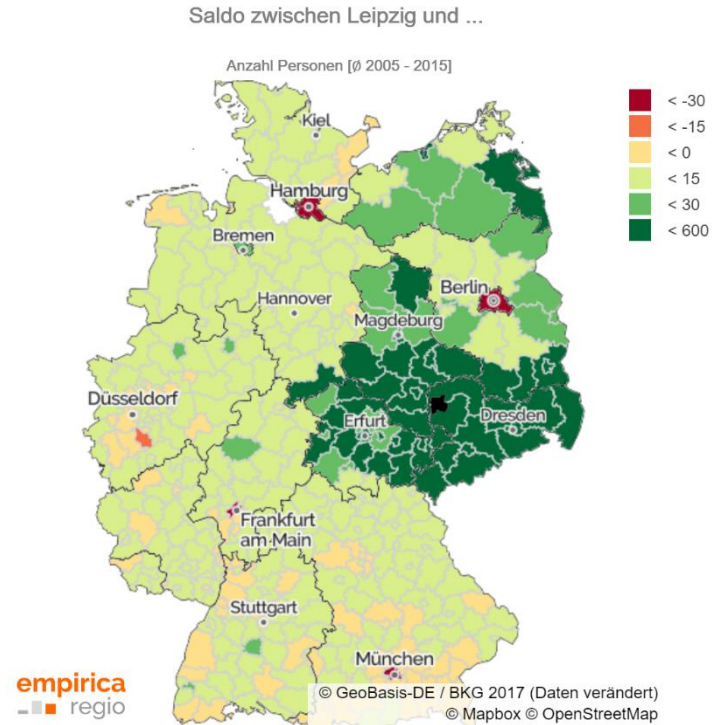 Saldo zwischen Leipzig und ...
Anzahl Personen [Ø 2005 - 2015]
< -30
< -15
< 0
< 15
< 30
< 600
Kiel
Hamburg
Bremen
Berlin
Hannover
Magdeburg
Düsseldorf
Erfurt
Dresden
Frankfurt
am Main
Stuttgart
München
empirica
regio
© GeoBasis-DE / BKG 2017 (Daten verändert)
© Mapbox © OpenStreetMap